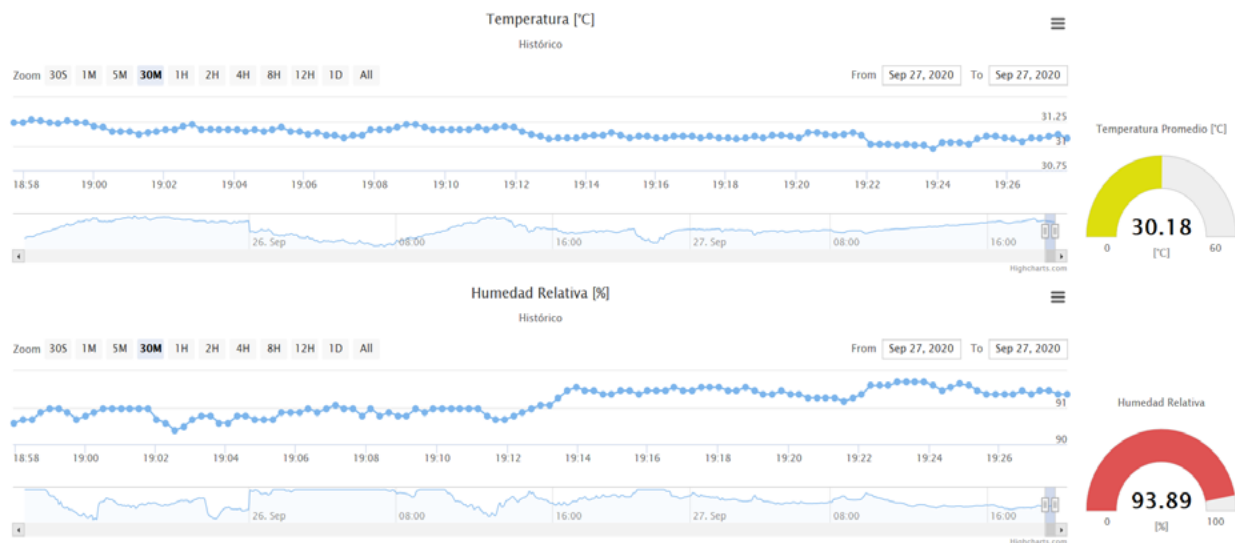 Temperatura [°C]
Histórico
Zoom 30S 1M 5M 30M 1H 2H 4H 8H 12H 1D All
From Sep 27, 2020 To Sep 27, 2020
31.25
31
30.75
18:58 19:00 19:02 19:04 19:06 19:08 19:10 19:12 19:14 19:16 19:18 19:20 19:22 19:24 19:26
26. Sep 08:00 16:00 27. Sep 08:00 16:00
Highcharts.com
Temperatura Promedio [°C]
30.18
0 60
[°C]
Humedad Relativa [%]
Histórico
Zoom 30S 1M 5M 30M 1H 2H 4H 8H 12H 1D All
From Sep 27, 2020 To Sep 27, 2020
91
90
18:58 19:00 19:02 19:04 19:06 19:08 19:10 19:12 19:14 19:16 19:18 19:20 19:22 19:24 19:26
26. Sep 08:00 16:00 27. Sep 08:00 16:00
Highcharts.com
Humedad Relativa
93.89
0 100
[%]